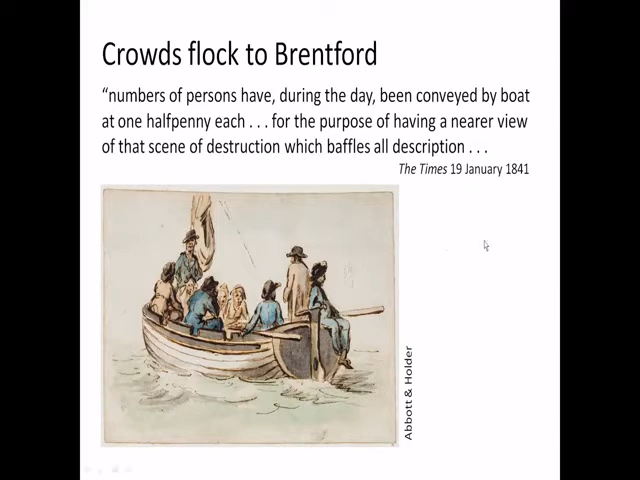 Crowds flock to Brentford
“numbers of persons have, during the day, been conveyed by boat
at one halfpenny each . . . for the purpose of having a nearer view
of that scene of destruction which baffles all description . . .
The Times 19 January 1841
Abbott & Holder